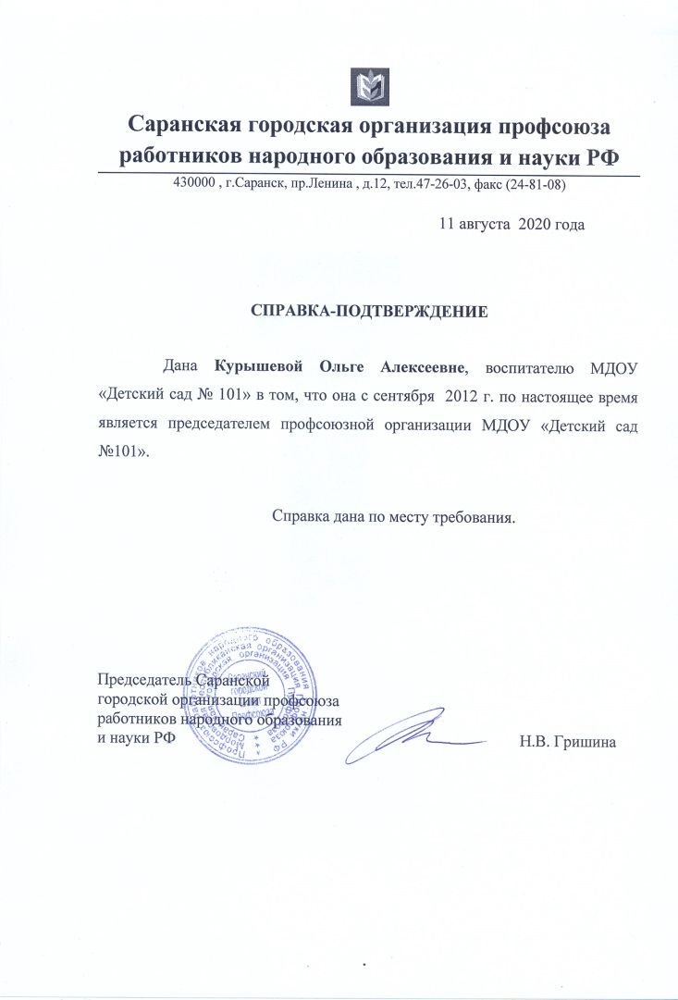 Саранская городская организация профсоюза
работников народного образования и науки РФ
430000 , г.Саранск, пр.Ленина , д.12, тел.47-26-03, факс (24-81-08)
11 августа 2020 года
СПРАВКА-ПОДТВЕРЖДЕНИЕ
Дана Курышевой Ольге Алексеевне, воспитателю МДОУ
«Детский сад № 101» в том, что она с сентября 2012 г. по настоящее время
является председателем профсоюзной организации МДОУ «Детский сад
№101».
Справка дана по месту требования.
Председатель Саранской
городской организации профсоюза
работников народного образования
и науки РФ
Н.В. Гришина
Саранский
городской
Профсоюза